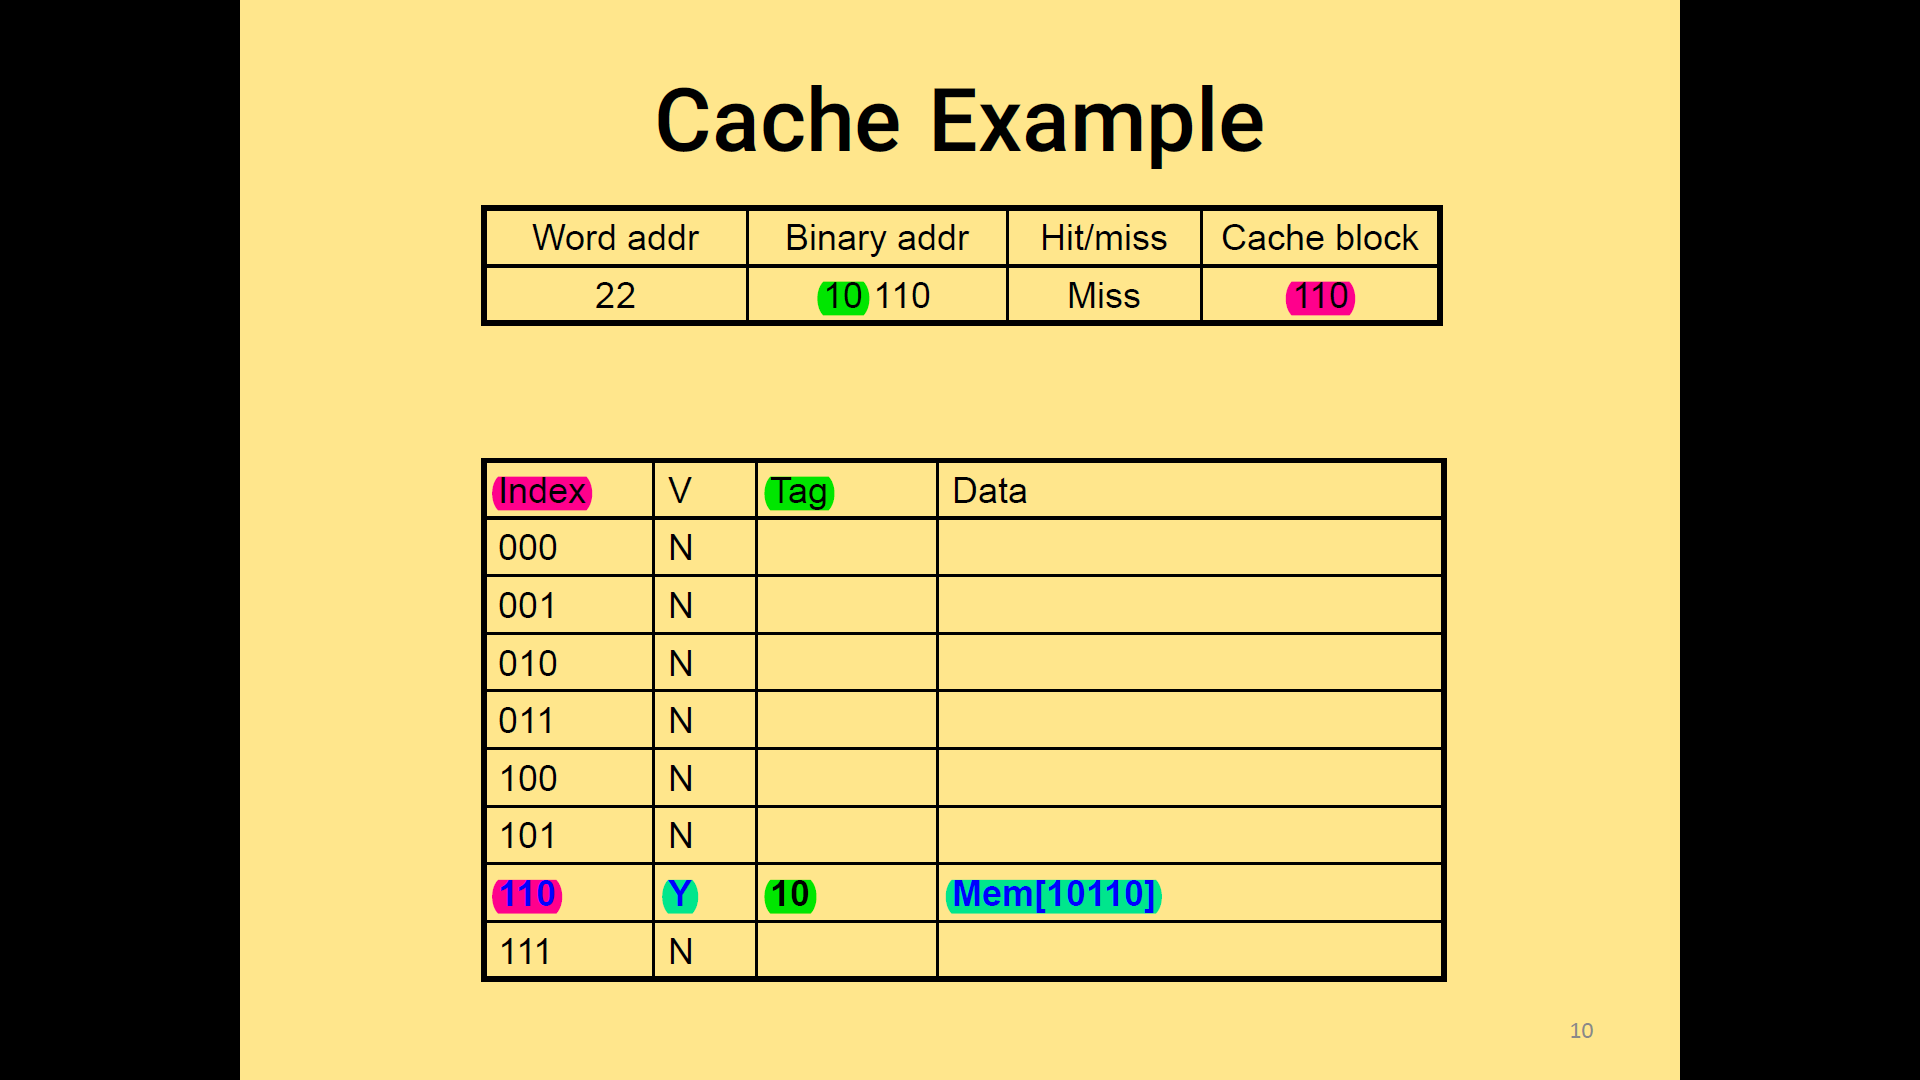 Cache Example
Word addr Binary addr Hit/miss Cache block
22 10 110 Miss 110
Index V Tag Data
000 N
001 N
010 N
011 N
100 N
101 N
110 Y 10 Mem[10110]
111 N
10